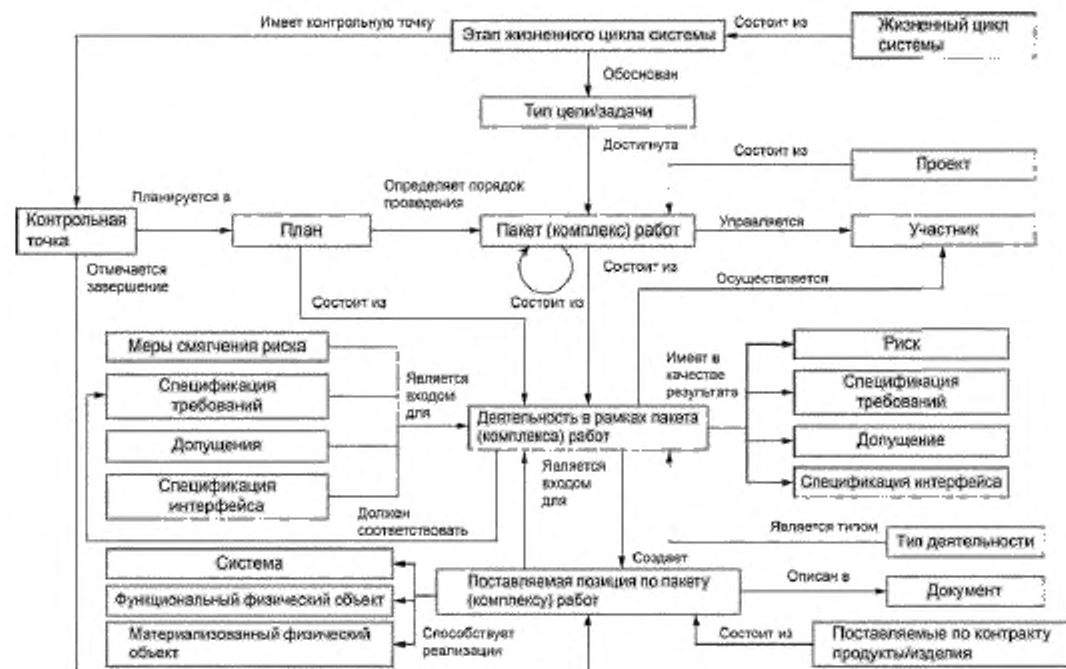 Имеет контрольную точку
Этап жизненного цикла системы
Состоит из
Жизненный цикл
системы
Обоснован
Тип цели/задачи
Достигнута
Состоит из
Проект
Планируется в
Определяет порядок
проведения
Контрольная
точка
План
Пакет (комплекс) работ
Управляется
Участник
Отмечается
завершение
Состоит из
Состоит из
Состоит из
Осуществляется
Меры смягчения риска
Спецификация
требований
Допущения
Спецификация
интерфейса
Является
входом
для
Деятельность в рамках пакета
(комплекса) работ
Имеет в
качестве
результата
Риск
Спецификация
требований
Допущение
Спецификация интерфейса
Должен
соответствовать
Является
входом
для
Является типом
Тип деятельности
Создает
Система
Функциональный физический объект
Материализованный физический
объект
Поставляемая позиция по пакету
(комплексу) работ
Описан в
Документ
Способствует
реализации
Состоит из
Поставляемые по контракту
продукты/изделия